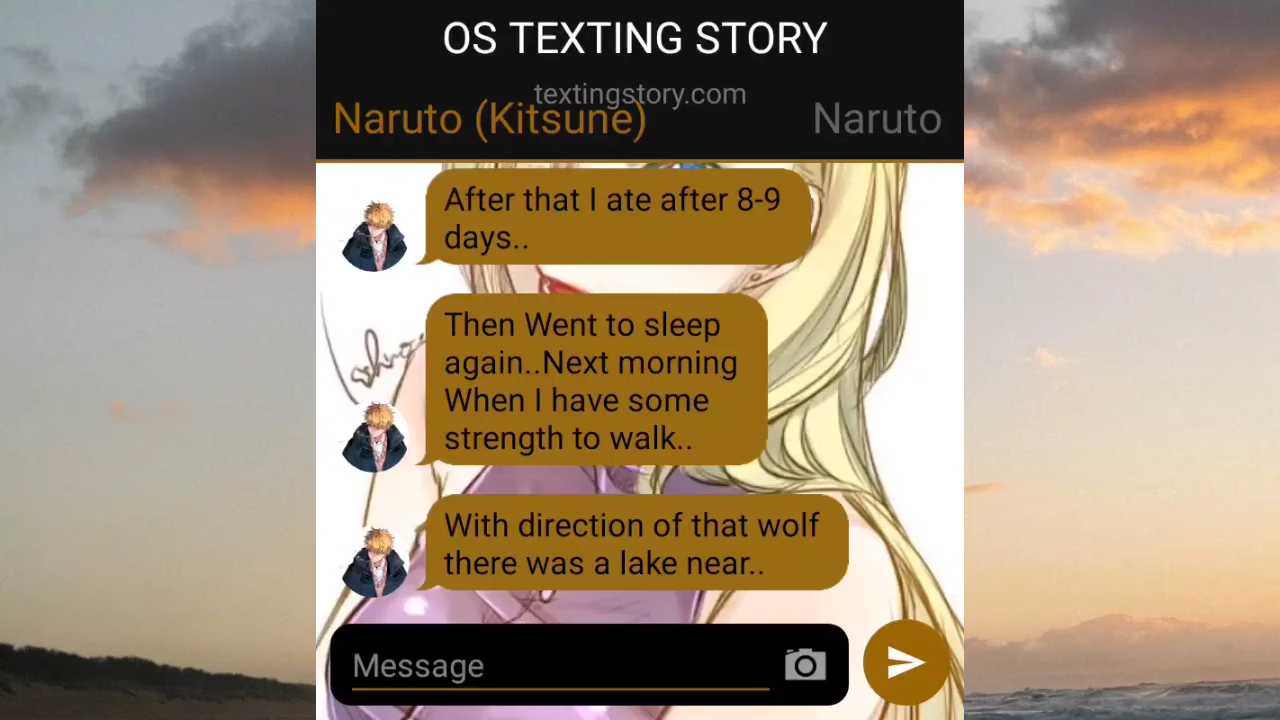 OS TEXTING STORY
textingstory.com
Naruto (Kitsune)
Naruto
After that I ate after 8-9
days..
Then Went to sleep
again..Next morning
When I have some
strength to walk..
With direction of that wolf
there was a lake near..
Message